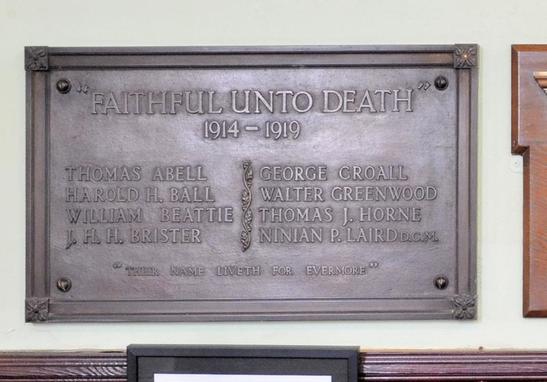 "FAITHFUL UNTO DEATH"
1914 – 1919
THOMAS ABELL
HAROLD H. BALL
WILLIAM BEATTIE
J. H. H. BRISTER
GEORGE CROALL
WALTER GREENWOOD
THOMAS J. HORNE
NINIAN P. LAIRD D.C.M.
"THEIR NAME LIVETH FOR EVERMORE"